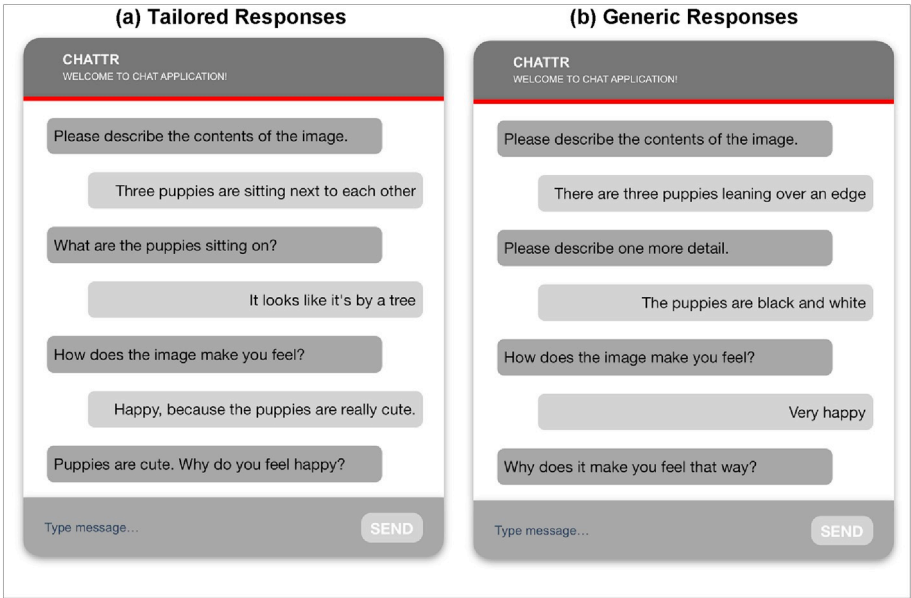 (a) Tailored Responses
CHATTR
WELCOME TO CHAT APPLICATION!
Please describe the contents of the image.
Three puppies are sitting next to each other
What are the puppies sitting on?
It looks like it's by a tree
How does the image make you feel?
Happy, because the puppies are really cute.
Puppies are cute. Why do you feel happy?
Type message...
SEND
(b) Generic Responses
CHATTR
WELCOME TO CHAT APPLICATION!
Please describe the contents of the image.
There are three puppies leaning over an edge
Please describe one more detail.
The puppies are black and white
How does the image make you feel?
Very happy
Why does it make you feel that way?
Type message...
SEND